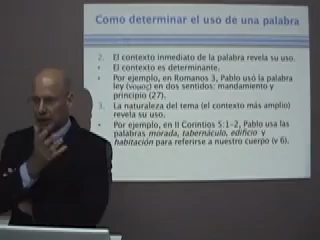 Como determinar el uso de una palabra
2. El contexto inmediato de la palabra revela su uso.
• El contexto es determinante.
• Por ejemplo, en Romanos 3, Pablo usó la palabra
ley (νομος) en dos sentidos: mandamiento y
principio (27).
3. La naturaleza del tema (el contexto más amplio)
revela su uso.
• Por ejemplo, en II Corintios 5:1-2, Pablo usa las
palabras morada, tabernáculo, edificio y
habitación para referirse a nuestro cuerpo (v 6).